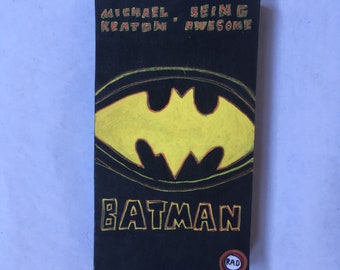 MICHAEL · BEING
KEATON AWESOME
BATMAN
RAD